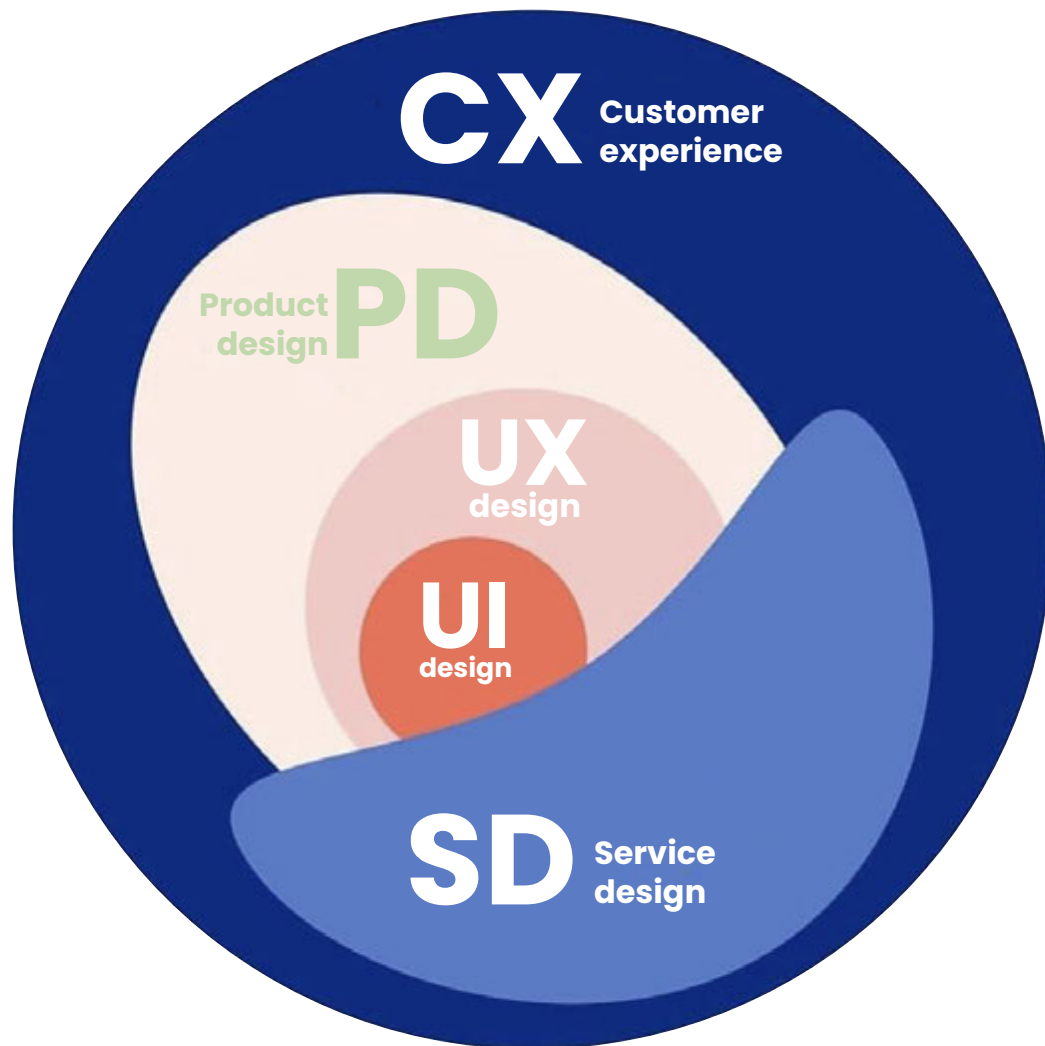 CX
Customer
experience
Product
design
PD
UX
design
UI
design
SD
Service
design